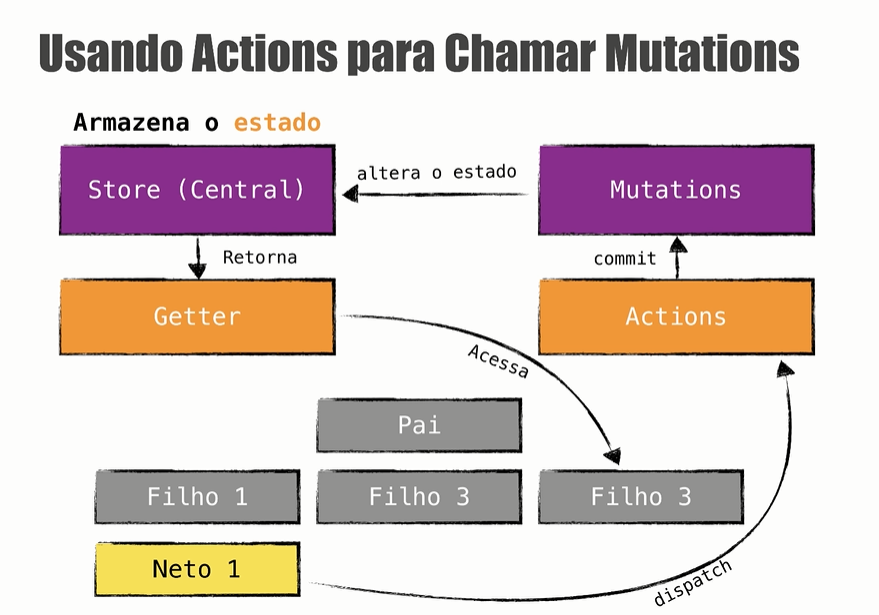 Usando Actions para Chamar Mutations
Armazena o estado
Store (Central)
altera o estado
Mutations
Retorna
commit
Getter
Actions
Acessa
Pai
Filho 1
Filho 3
Filho 3
Neto 1
dispatch